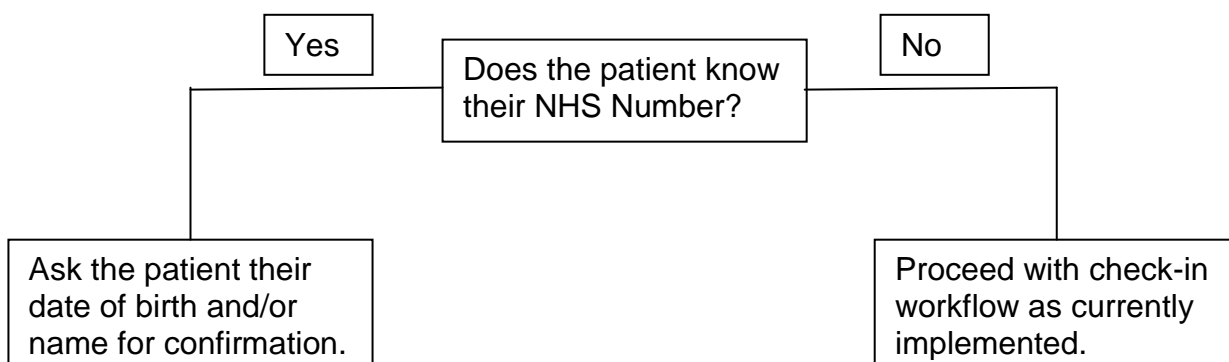 Yes
Does the patient know
their NHS Number?
No
Ask the patient their
date of birth and/or
name for confirmation.
Proceed with check-in
workflow as currently
implemented.